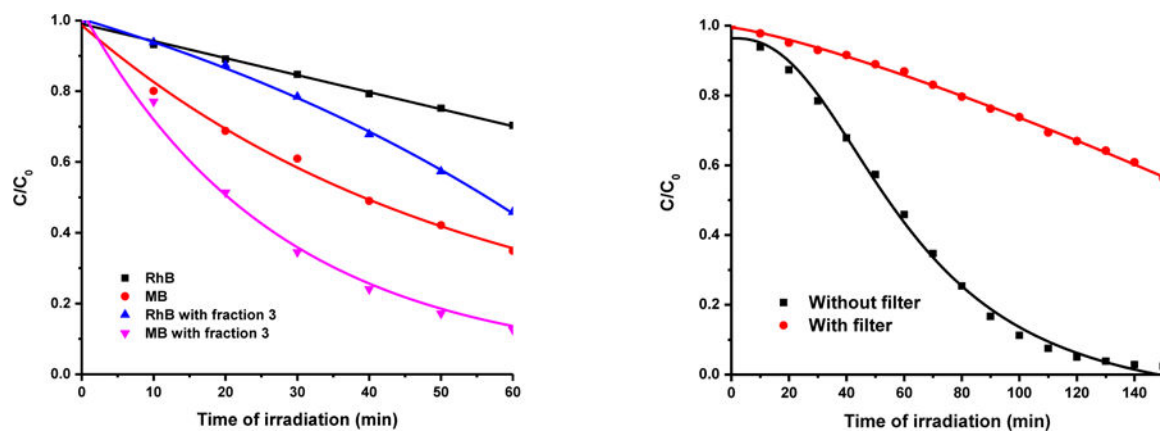 1.0
0.8
0.6
0.4
0.2
0.0
C/C0
RhB
MB
RhB with fraction 3
MB with fraction 3
0 10 20 30 40 50 60
Time of irradiation (min)
1.0
0.8
0.6
0.4
0.2
0.0
C/C0
Without filter
With filter
0 20 40 60 80 100 120 140
Time of irradiation (min)